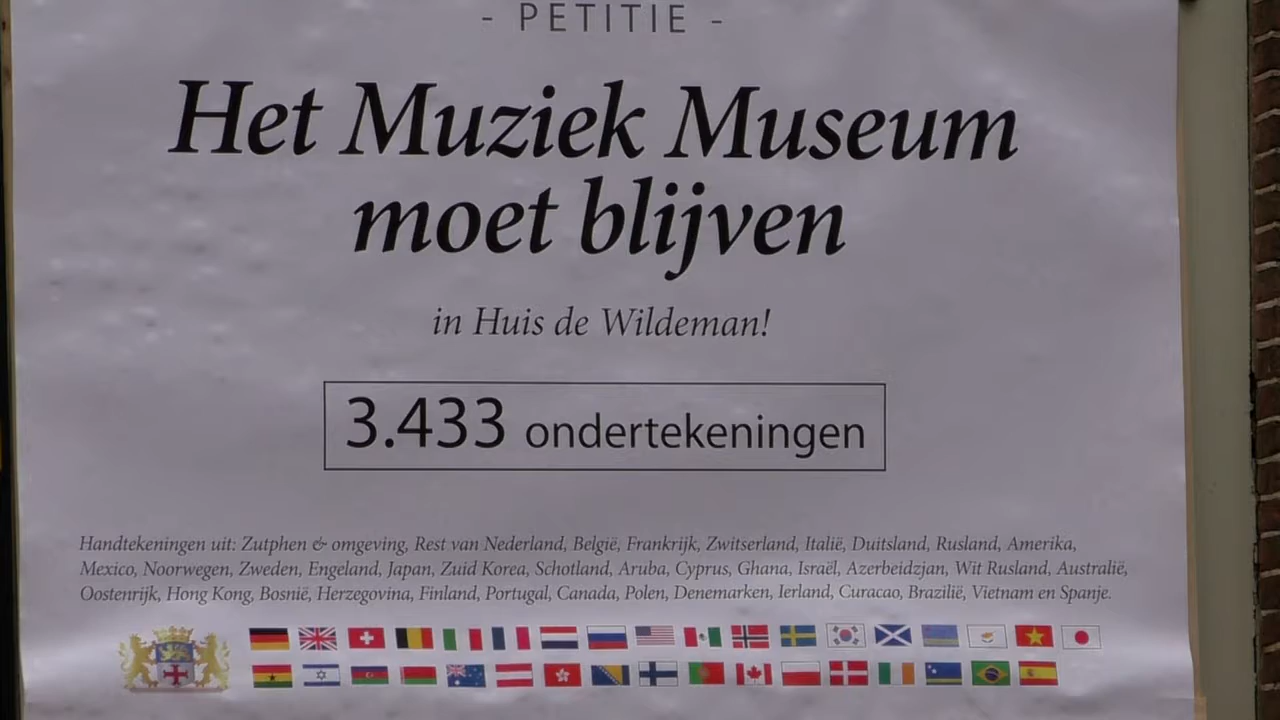 - PETITIE -
Het Muziek Museum
moet blijven
in Huis de Wildeman!
3.433 ondertekeningen
Handtekeningen uit: Zutphen & omgeving, Rest van Nederland, België, Frankrijk, Zwitserland, Italië, Duitsland, Rusland, Amerika,
Mexico, Noorwegen, Zweden, Engeland, Japan, Zuid Korea, Schotland, Aruba, Cyprus, Ghana, Israël, Azerbeidzjan, Wit Rusland, Australië,
Oostenrijk, Hong Kong, Bosnië, Herzegovina, Finland, Portugal, Canada, Polen, Denemarken, Ierland, Curacao, Brazilië, Vietnam en Spanje.